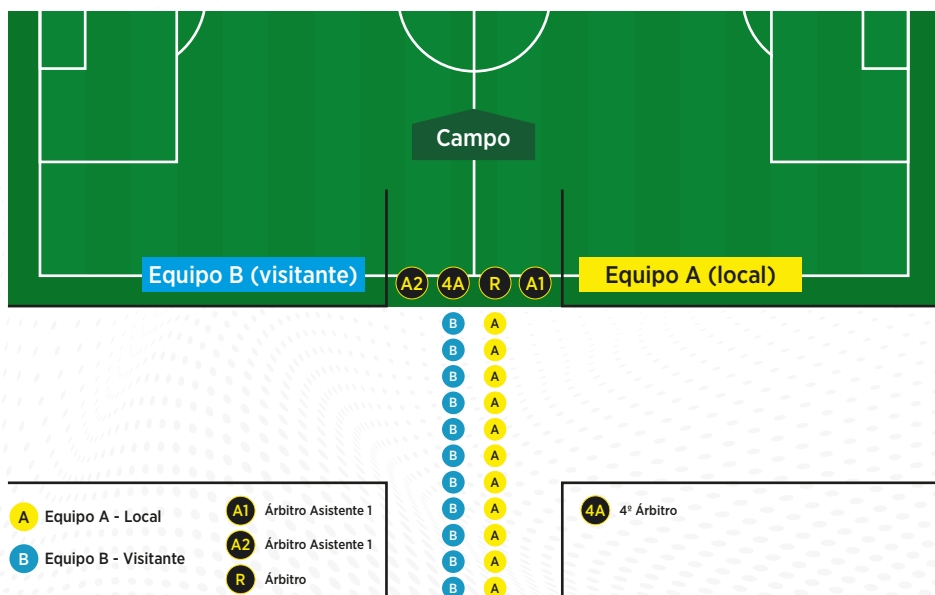 Campo
Equipo B (visitante)
A2 4A R A1
Equipo A (local)
B A
B A
B A
B A
B A
B A
B A
B A
B A
B A
B A
A Equipo A - Local
B Equipo B - Visitante
A1 Árbitro Asistente 1
A2 Árbitro Asistente 1
R Árbitro
4A 4º Árbitro